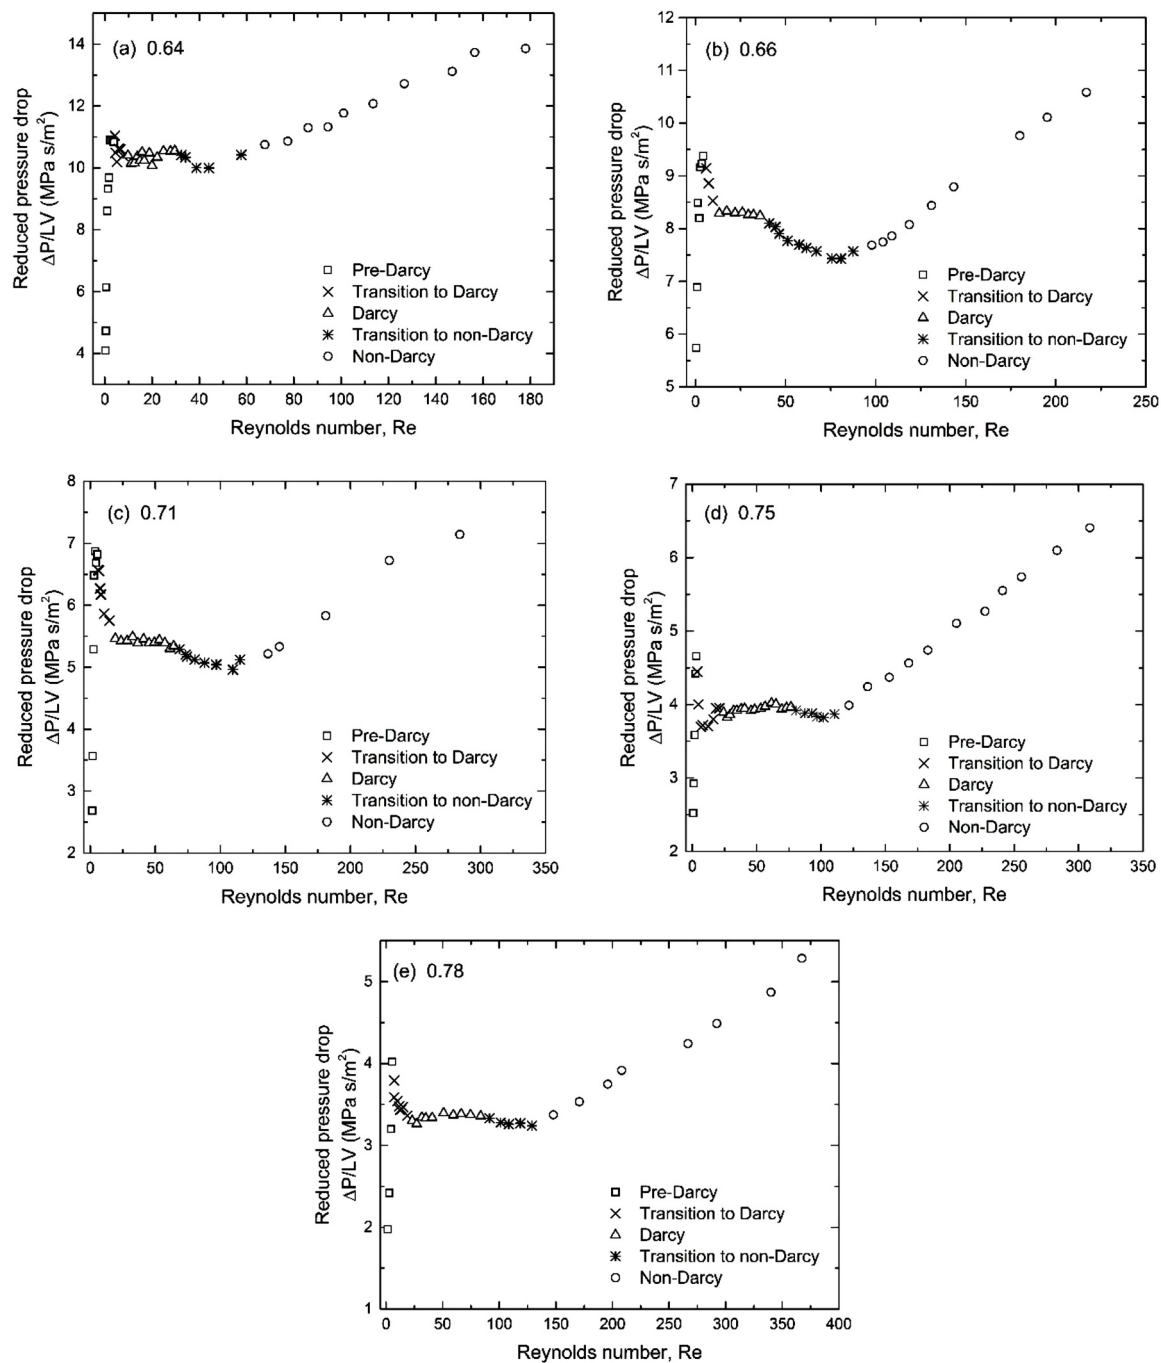 (a) 0.64
Reduced pressure drop
ΔP/LV (MPa s/m²)
14
12
10
8
6
4
Pre-Darcy
Transition to Darcy
Darcy
Transition to non-Darcy
Non-Darcy
0 20 40 60 80 100 120 140 160 180
Reynolds number, Re
(b) 0.66
Reduced pressure drop
ΔP/LV (MPa s/m²)
12
11
10
9
8
7
6
5
Pre-Darcy
Transition to Darcy
Darcy
Transition to non-Darcy
Non-Darcy
0 50 100 150 200 250
Reynolds number, Re
(c) 0.71
Reduced pressure drop
ΔP/LV (MPa s/m²)
8
7
6
5
4
3
2
Pre-Darcy
Transition to Darcy
Darcy
Transition to non-Darcy
Non-Darcy
0 50 100 150 200 250 300 350
Reynolds number, Re
(d) 0.75
Reduced pressure drop
ΔP/LV (MPa s/m²)
7
6
5
4
3
2
Pre-Darcy
Transition to Darcy
Darcy
Transition to non-Darcy
Non-Darcy
0 50 100 150 200 250 300 350
Reynolds number, Re
(e) 0.78
Reduced pressure drop
ΔP/LV (MPa s/m²)
5
4
3
2
1
Pre-Darcy
Transition to Darcy
Darcy
Transition to non-Darcy
Non-Darcy
0 50 100 150 200 250 300 350 400
Reynolds number, Re